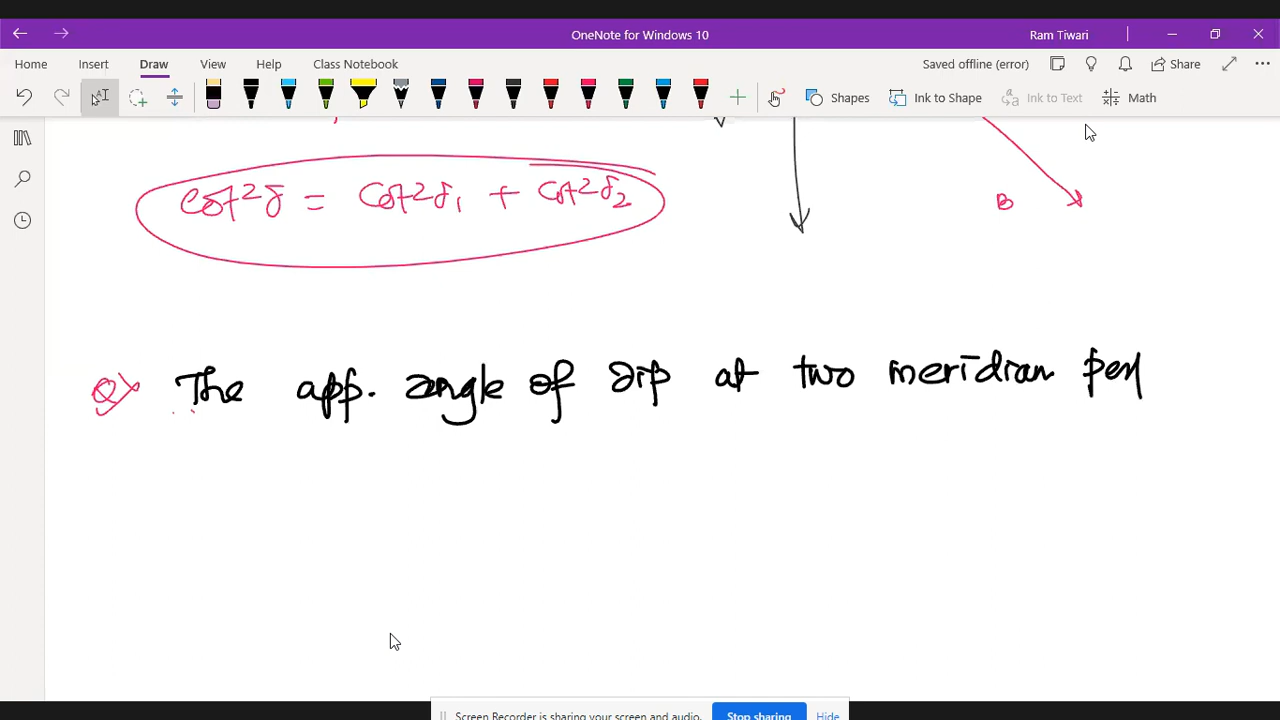 OneNote for Windows 10
Ram Tiwari
Home Insert Draw View Help Class Notebook Saved offline (error) Share
Shapes Ink to Shape Ink to Text Math
Cot²δ = Cot²δ₁ + Cot²δ₂
B
Q The app. angle of dip at two meridian per
Screen Recorder is sharing your screen and audio. Stop sharing Hide